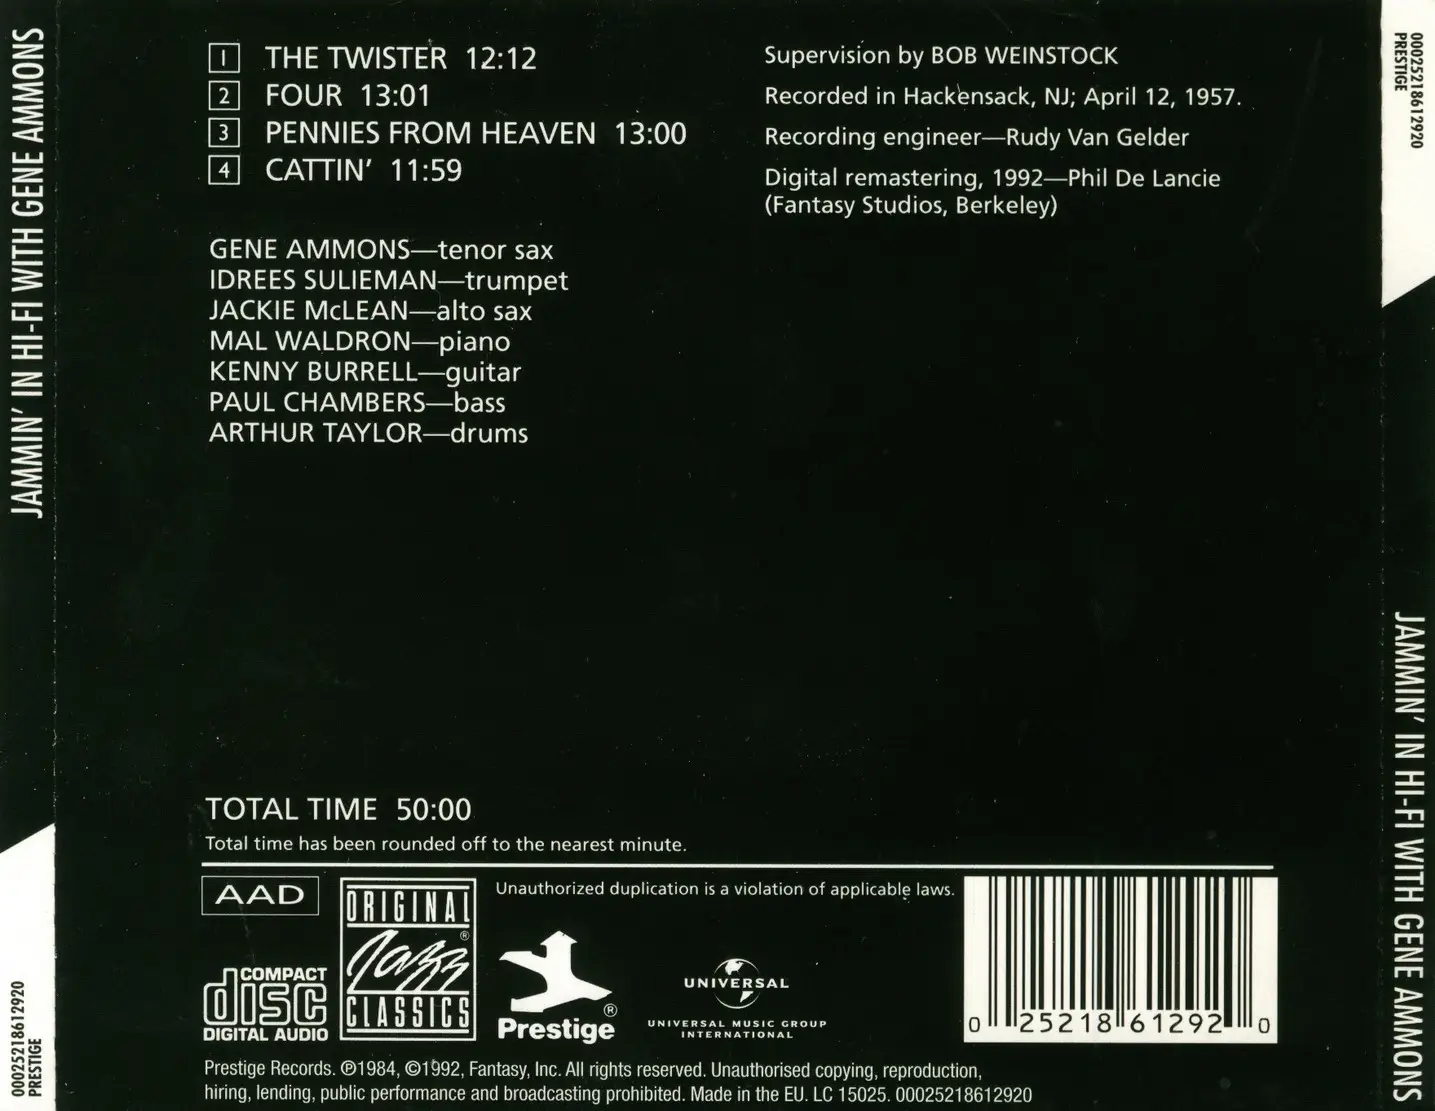 JAMMIN' IN HI-FI WITH GENE AMMONS
00025218612920
PRESTIGE
1 THE TWISTER 12:12
2 FOUR 13:01
3 PENNIES FROM HEAVEN 13:00
4 CATTIN' 11:59
GENE AMMONS—tenor sax
IDREES SULIEMAN—trumpet
JACKIE McLEAN—alto sax
MAL WALDRON—piano
KENNY BURRELL—guitar
PAUL CHAMBERS—bass
ARTHUR TAYLOR—drums
Supervision by BOB WEINSTOCK
Recorded in Hackensack, NJ; April 12, 1957.
Recording engineer—Rudy Van Gelder
Digital remastering, 1992—Phil De Lancie
(Fantasy Studios, Berkeley)
TOTAL TIME 50:00
Total time has been rounded off to the nearest minute.
AAD
COMPACT
disc
DIGITAL AUDIO
ORIGINAL
Jazz ®
CLASSICS
Unauthorized duplication is a violation of applicable laws.
Prestige ®
UNIVERSAL
UNIVERSAL MUSIC GROUP
INTERNATIONAL
0 25218 61292 0
Prestige Records. ℗1984, ©1992, Fantasy, Inc. All rights reserved. Unauthorised copying, reproduction,
hiring, lending, public performance and broadcasting prohibited. Made in the EU. LC 15025. 00025218612920
00025218612920
PRESTIGE
JAMMIN' IN HI-FI WITH GENE AMMONS